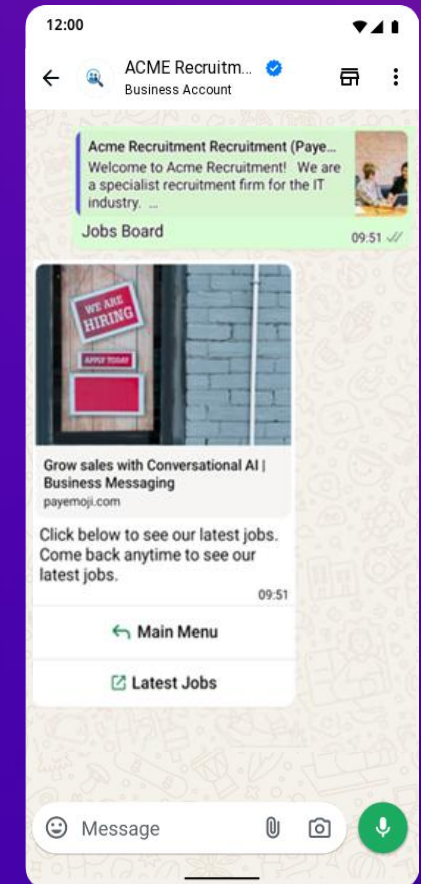 12:00
ACME Recruitm...
Business Account
Acme Recruitment Recruitment (Paye...
Welcome to Acme Recruitment! We are
a specialist recruitment firm for the IT
industry. ...
Jobs Board
09:51
WE ARE
HIRING
APPLY TODAY
Grow sales with Conversational AI |
Business Messaging
payemoji.com
Click below to see our latest jobs.
Come back anytime to see our
latest jobs.
09:51
Main Menu
Latest Jobs
Message